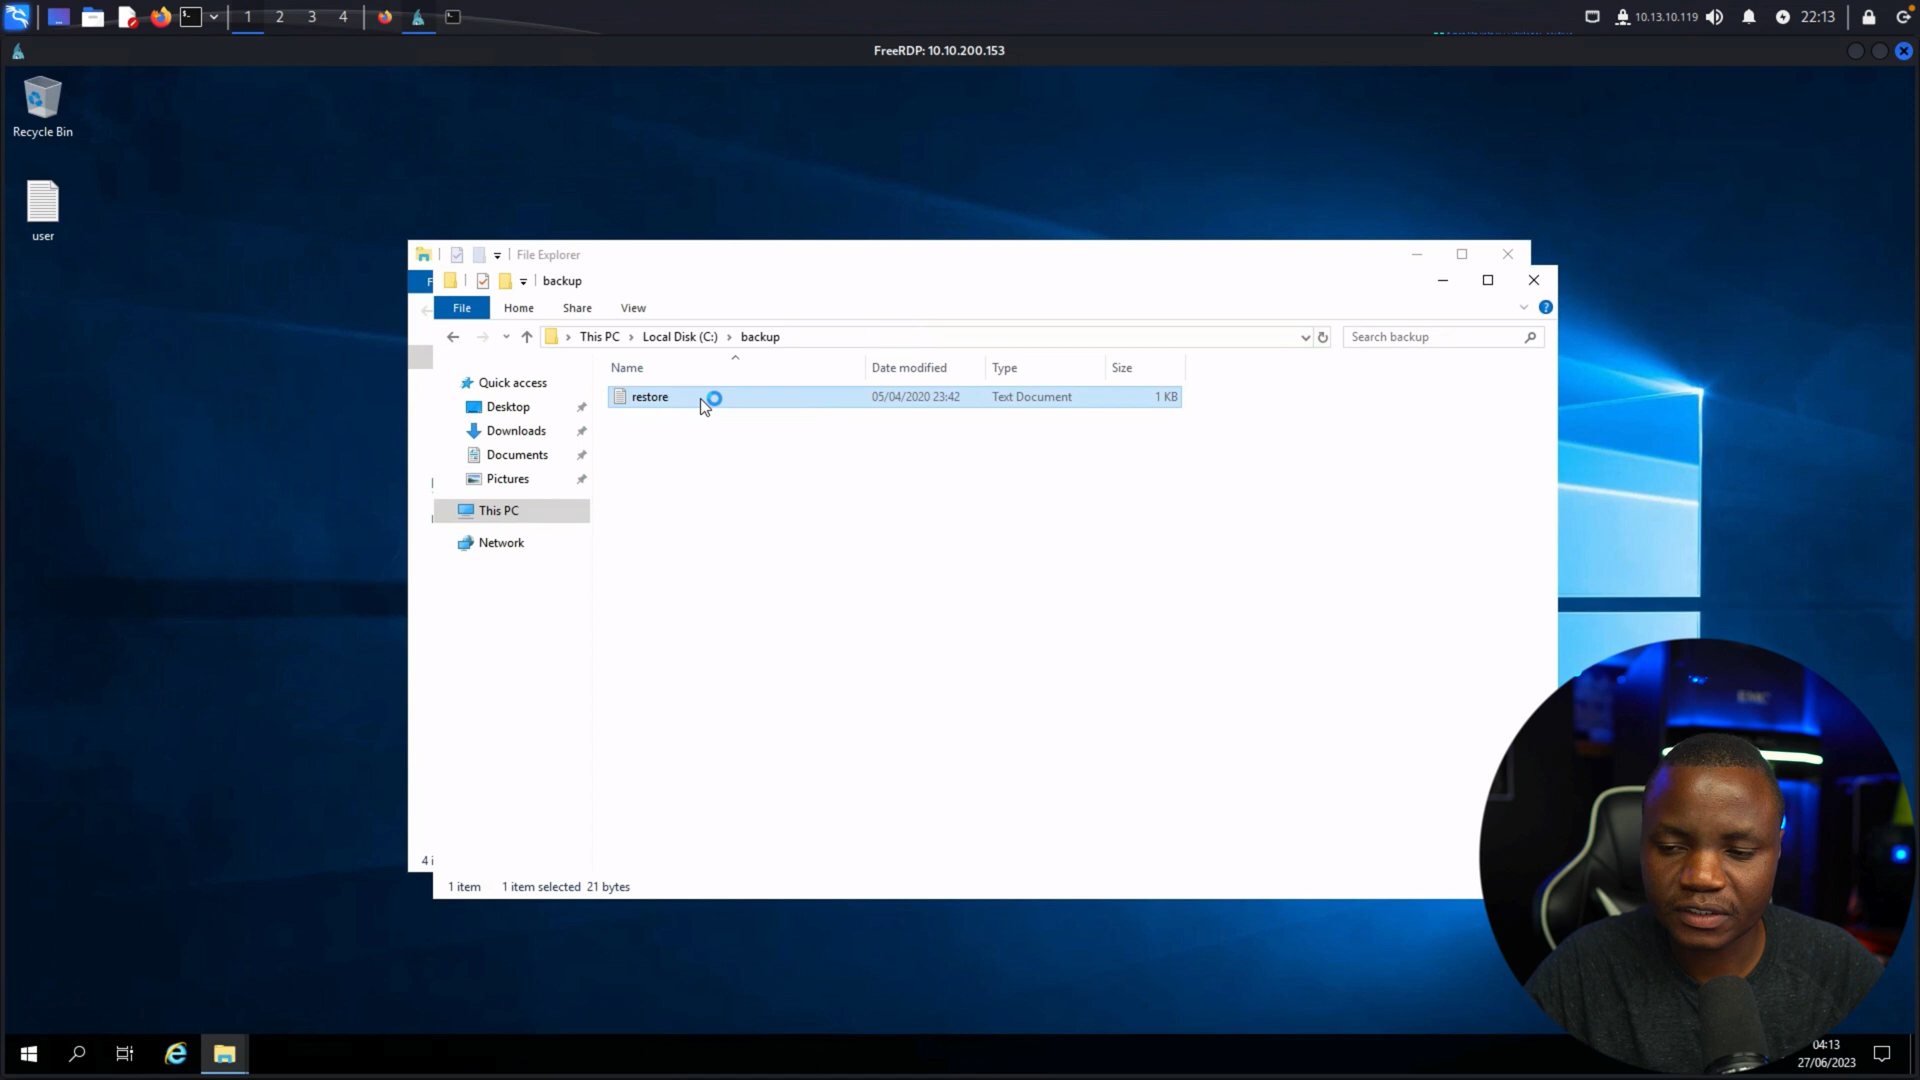 1 2 3 4
10.13.10.119
22:13
FreeRDP: 10.10.200.153
Recycle Bin
user
File Explorer
backup
File Home Share View
This PC Local Disk (C:) backup
Search backup
Name Date modified Type Size
restore 05/04/2020 23:42 Text Document 1 KB
Quick access
Desktop
Downloads
Documents
Pictures
This PC
Network
4 i
1 item 1 item selected 21 bytes
04:13
27/06/2023